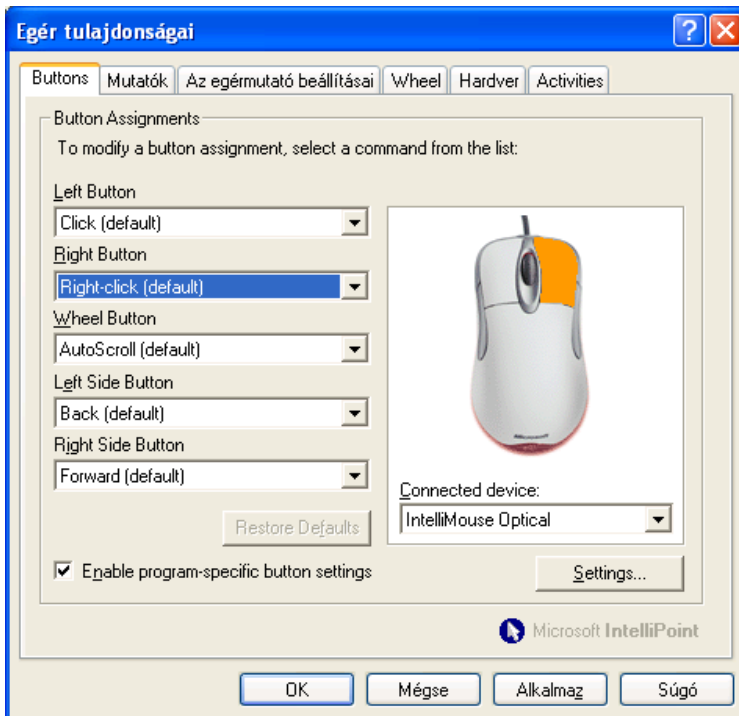 Egér tulajdonságai
Buttons Mutatók Az egérmutató beállításai Wheel Hardver Activities
Button Assignments
To modify a button assignment, select a command from the list:
Left Button
Click (default)
Right Button
Right-click (default)
Wheel Button
AutoScroll (default)
Left Side Button
Back (default)
Right Side Button
Forward (default)
Connected device:
IntelliMouse Optical
Restore Defaults
Enable program-specific button settings
Settings...
Microsoft IntelliPoint
OK Mégse Alkalmaz Súgó